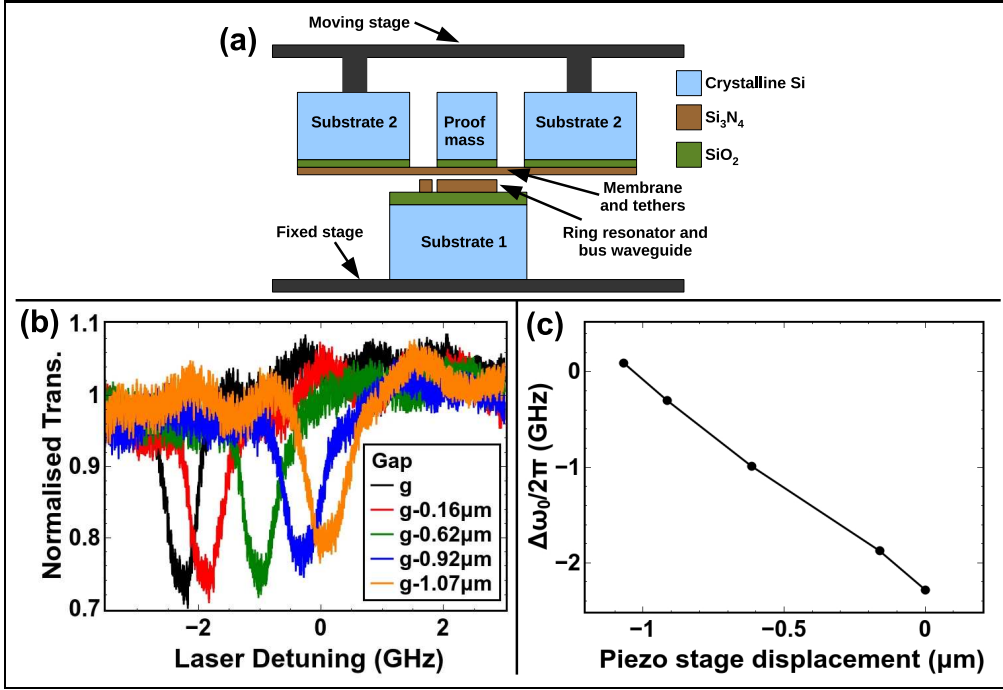 (a)
Moving stage
Crystalline Si
Si₃N₄
SiO₂
Substrate 2
Proof
mass
Substrate 2
Membrane
and tethers
Ring resonator and
bus waveguide
Fixed stage
Substrate 1
(b)
1.1
1
0.9
0.8
0.7
Normalised Trans.
Gap
g
g-0.16µm
g-0.62µm
g-0.92µm
g-1.07µm
−2
0
2
Laser Detuning (GHz)
(c)
0
−1
−2
Δω₀/2π (GHz)
−1
−0.5
0
Piezo stage displacement (µm)